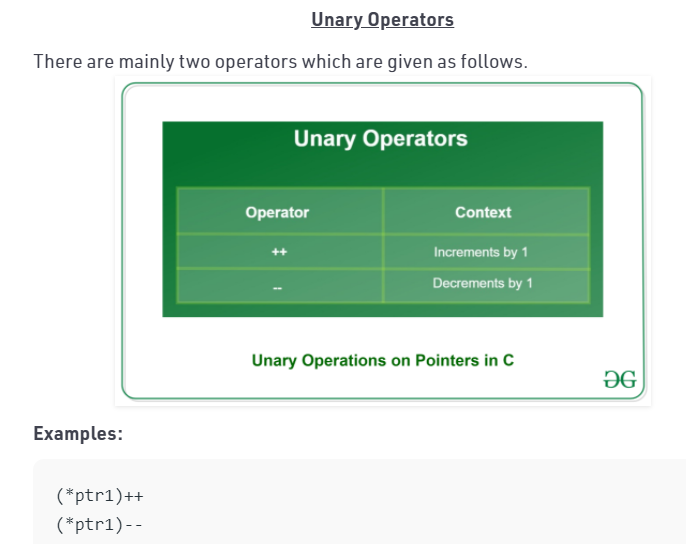 Unary Operators
There are mainly two operators which are given as follows.
Unary Operators
Operator Context
++ Increments by 1
-- Decrements by 1
Unary Operations on Pointers in C
Examples:
(*ptr1)++
(*ptr1)--